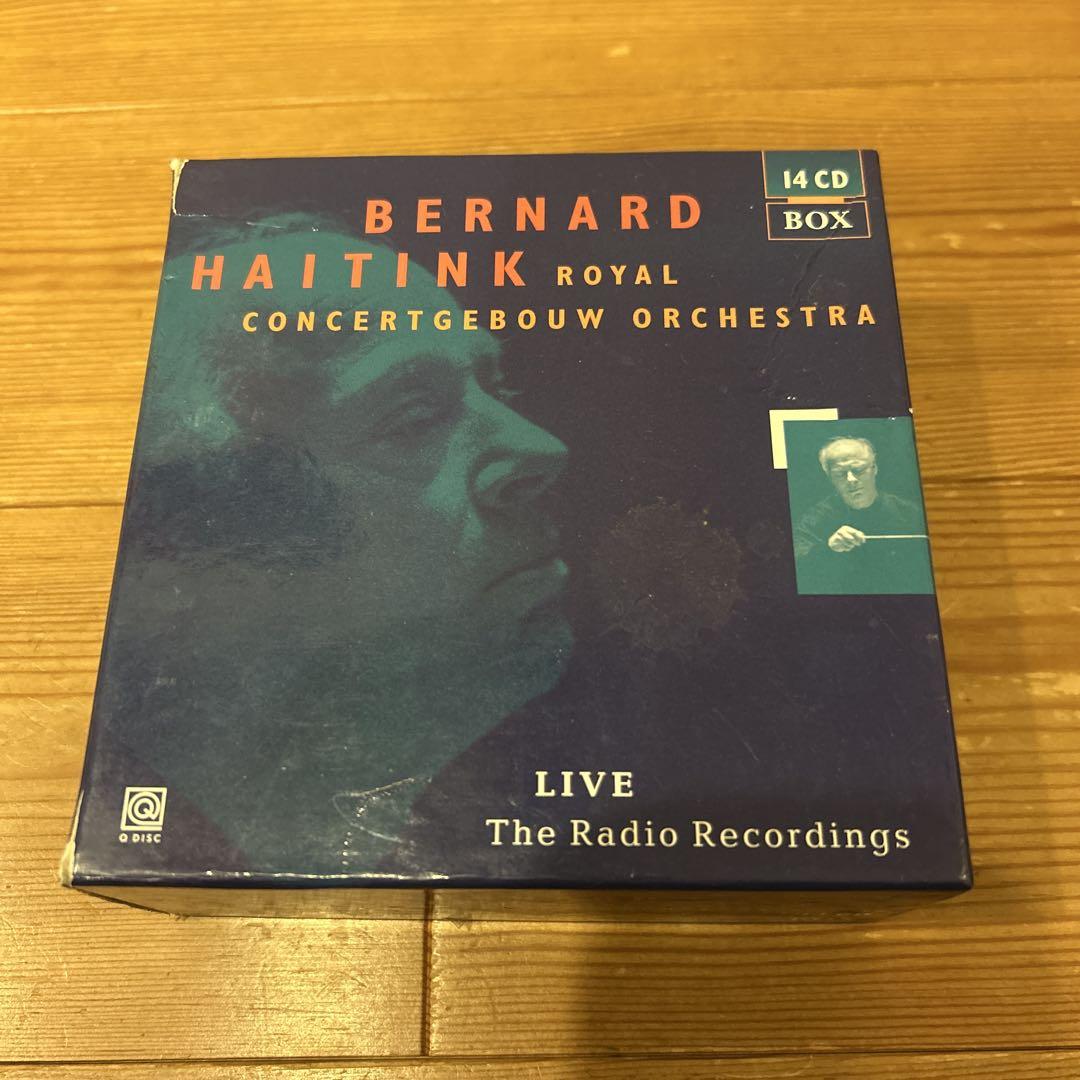 14 CD
BOX
BERNARD
HAITINK ROYAL
CONCERTGEBOUW ORCHESTRA
LIVE
The Radio Recordings
Q DISC